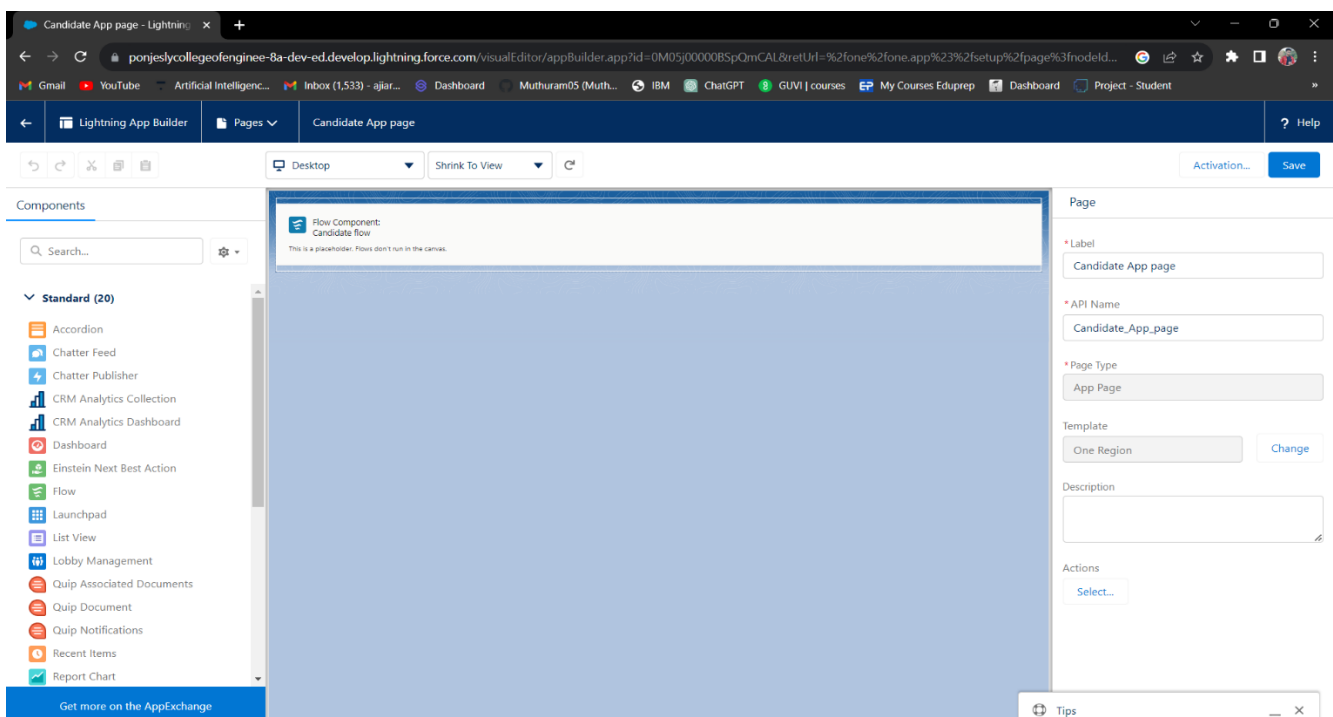 Candidate App page - Lightning
ponjeslycollegeofenginee-8a-dev-ed.develop.lightning.force.com/visualEditor/appBuilder.app?id=0M05j00000BSpQmCAL&retUrl=%2fone%2fone.app%23%2fsetup%2fpage%3fnodeId...
Gmail YouTube Artificial Intelligenc... Inbox (1,533) - ajiar... Dashboard Muthuram05 (Muth... IBM ChatGPT GUVI | courses EP My Courses Eduprep Dashboard Project - Student »
Lightning App Builder Pages Candidate App page ? Help
Desktop Shrink To View Activation... Save
Components
Search...
Standard (20)
Accordion
Chatter Feed
Chatter Publisher
CRM Analytics Collection
CRM Analytics Dashboard
Dashboard
Einstein Next Best Action
Flow
Launchpad
List View
Lobby Management
Quip Associated Documents
Quip Document
Quip Notifications
Recent Items
Report Chart
Get more on the AppExchange
Flow Component:
Candidate flow
This is a placeholder. Flows don't run in the canvas.
Page
*Label
Candidate App page
*API Name
Candidate_App_page
*Page Type
App Page
Template
One Region Change
Description
Actions
Select...
Tips